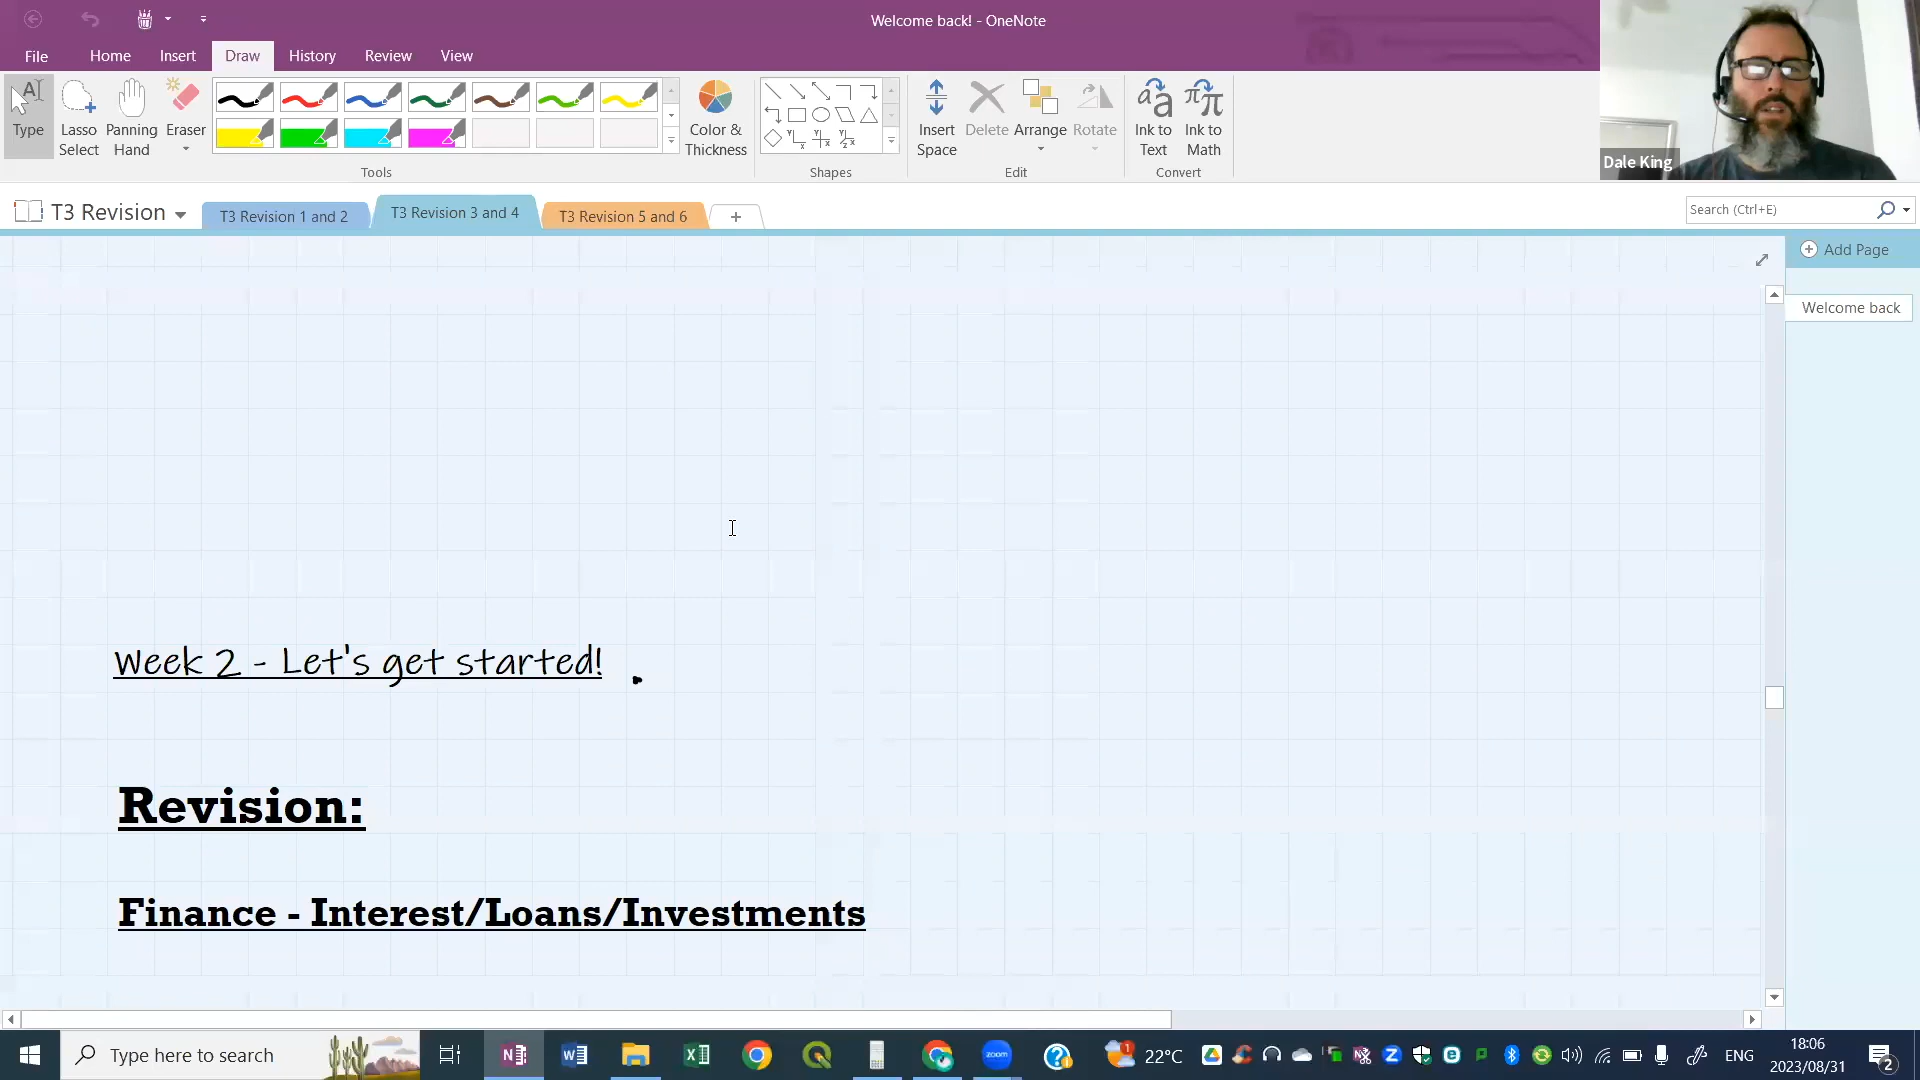 Welcome back! - OneNote
File Home Insert Draw History Review View
Type
Lasso Select
Panning Hand
Eraser
Color & Thickness
Insert Space
Delete
Arrange
Rotate
Ink to Text
Ink to Math
Tools
Shapes
Edit
Convert
Dale King
T3 Revision
T3 Revision 1 and 2
T3 Revision 3 and 4
T3 Revision 5 and 6
Search (Ctrl+E)
Add Page
Welcome back
Week 2 - Let's get started!
Revision:
Finance - Interest/Loans/Investments
Type here to search
zoom
22°C
ENG
18:06
2023/08/31
2